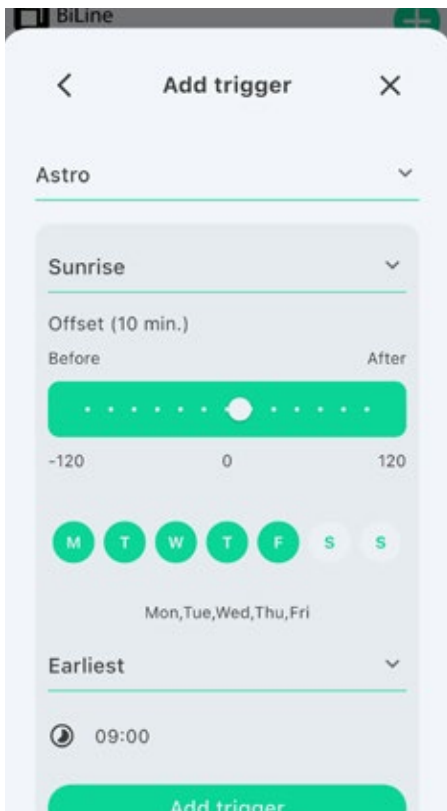 BiLine
Add trigger
Astro
Sunrise
Offset (10 min.)
Before After
-120 0 120
M T W T F S S
Mon,Tue,Wed,Thu,Fri
Earliest
09:00
Add trigger